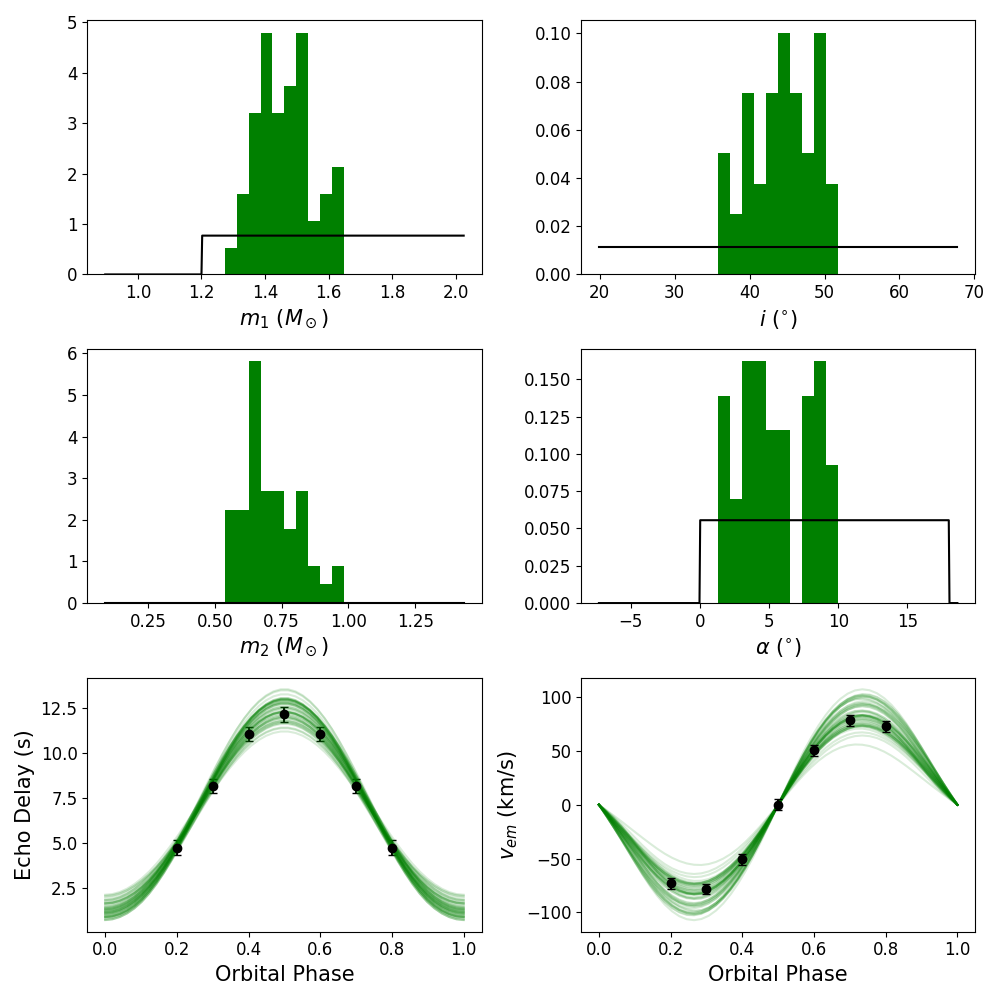 5
4
3
2
1
0
1.0 1.2 1.4 1.6 1.8 2.0
m₁ (M⊙)
0.10
0.08
0.06
0.04
0.02
0.00
20 30 40 50 60 70
i (°)
6
5
4
3
2
1
0
0.25 0.50 0.75 1.00 1.25
m₂ (M⊙)
0.150
0.125
0.100
0.075
0.050
0.025
0.000
−5 0 5 10 15
α (°)
Echo Delay (s)
12.5
10.0
7.5
5.0
2.5
0.0 0.2 0.4 0.6 0.8 1.0
Orbital Phase
v_em (km/s)
100
50
0
−50
−100
0.0 0.2 0.4 0.6 0.8 1.0
Orbital Phase